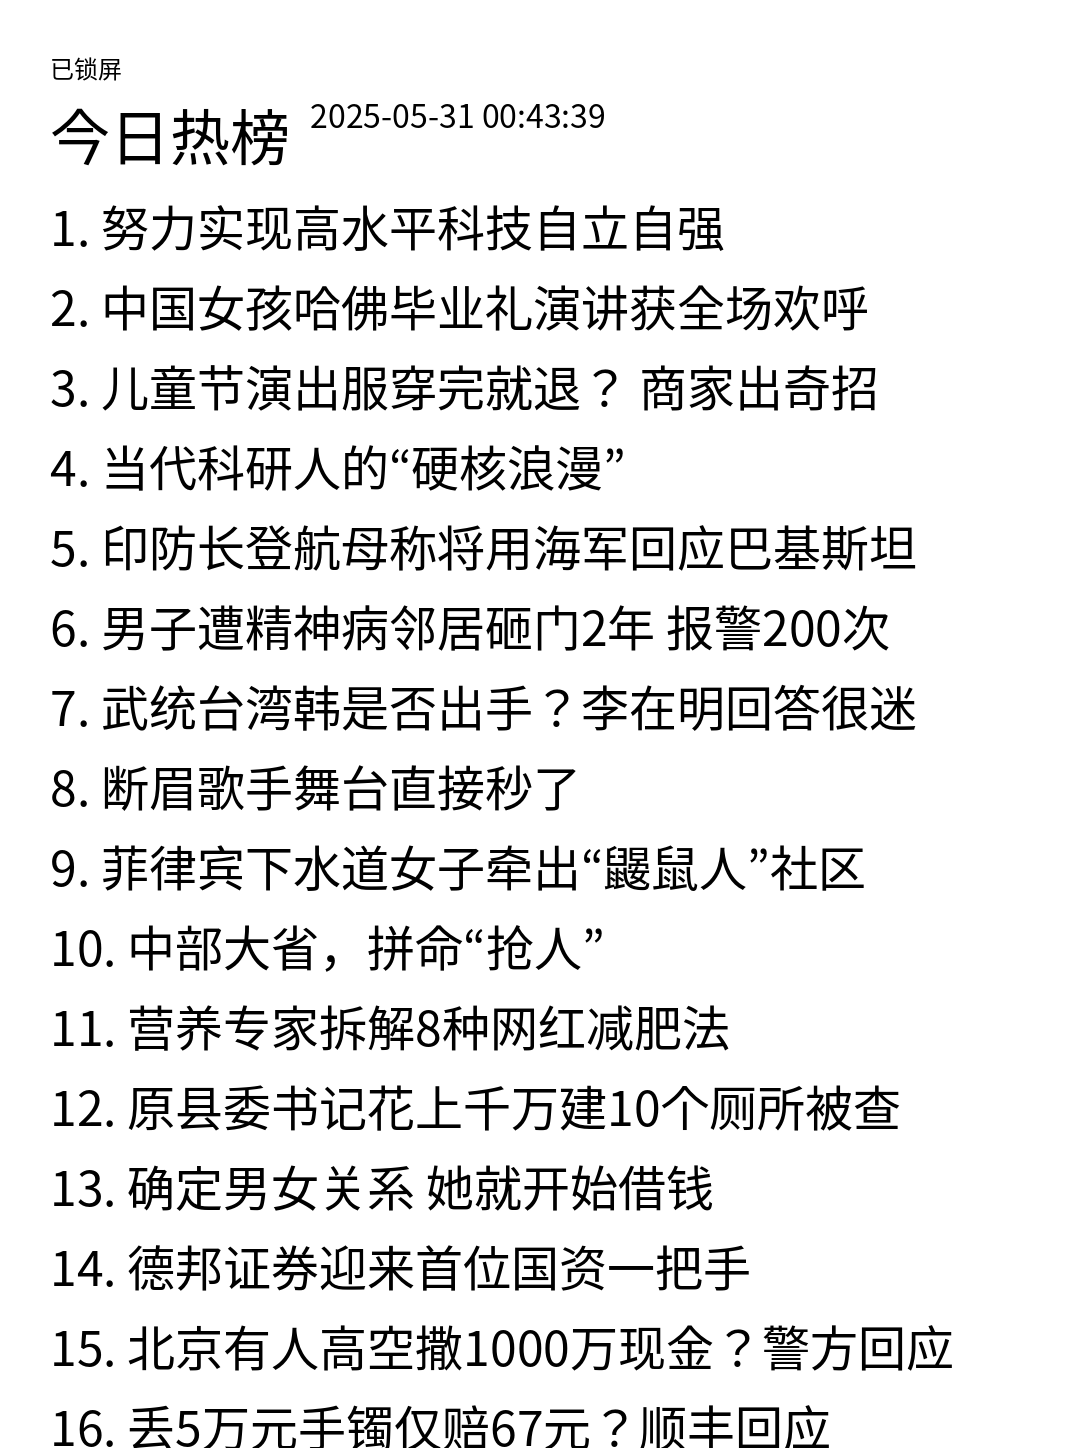 已锁屏
今日热榜 2025-05-31 00:43:39
1. 努力实现高水平科技自立自强
2. 中国女孩哈佛毕业礼演讲获全场欢呼
3. 儿童节演出服穿完就退？ 商家出奇招
4. 当代科研人的“硬核浪漫”
5. 印防长登航母称将用海军回应巴基斯坦
6. 男子遭精神病邻居砸门2年 报警200次
7. 武统台湾韩是否出手？李在明回答很迷
8. 断眉歌手舞台直接秒了
9. 菲律宾下水道女子牵出“鼹鼠人”社区
10. 中部大省，拼命“抢人”
11. 营养专家拆解8种网红减肥法
12. 原县委书记花上千万建10个厕所被查
13. 确定男女关系 她就开始借钱
14. 德邦证券迎来首位国资一把手
15. 北京有人高空撒1000万现金？警方回应
16. 丢5万元手镯仅赔67元？顺丰回应